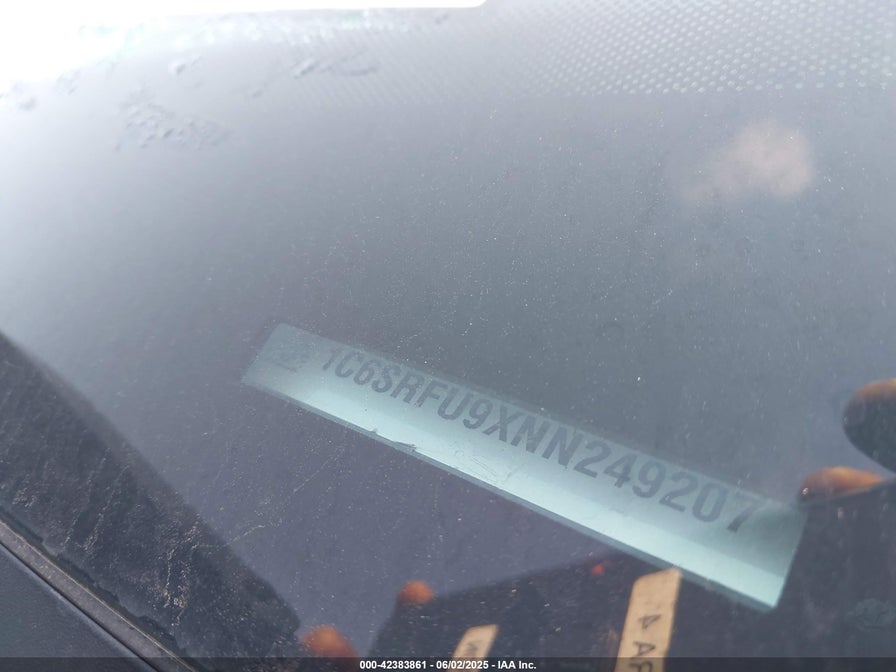 1C6SRFU9XNN249207
000-42383861 - 06/02/2025 - IAA Inc.